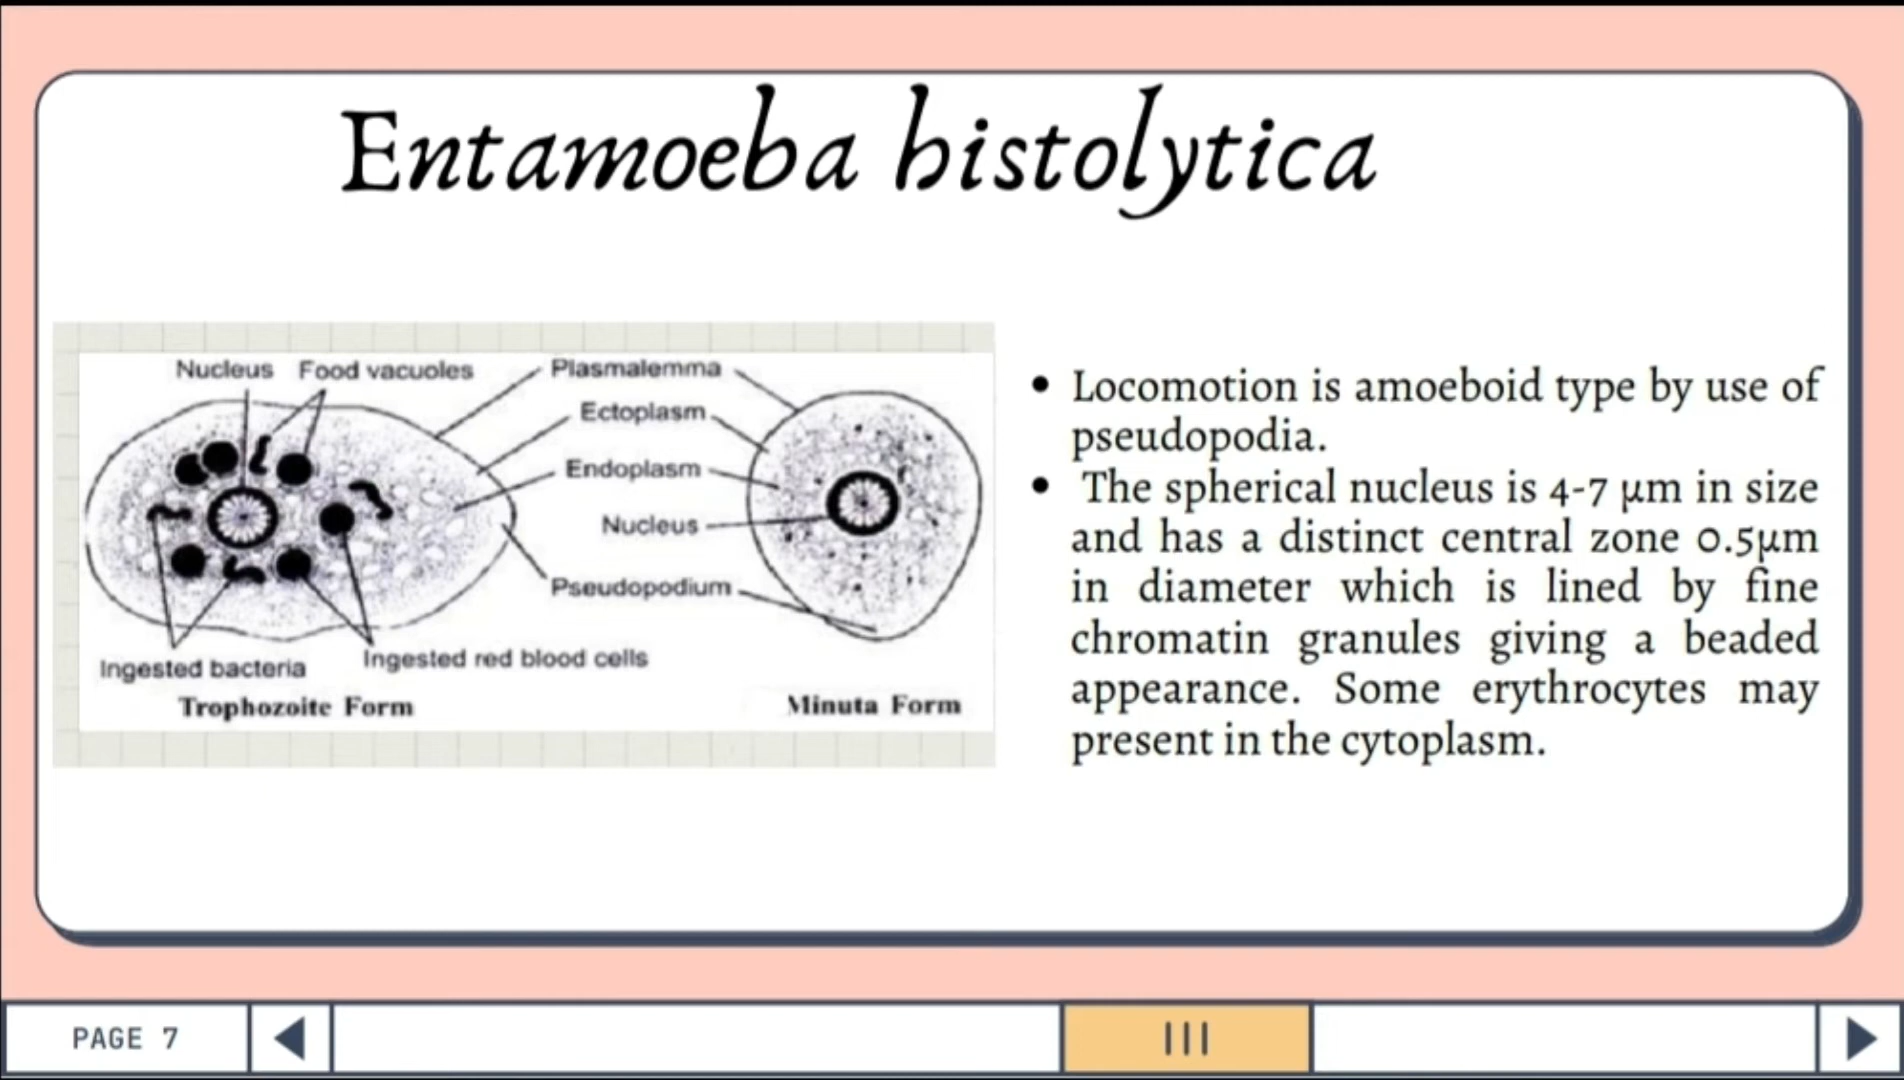 Entamoeba histolytica
Nucleus Food vacuoles Plasmalemma
Ectoplasm
Endoplasm
Nucleus
Pseudopodium
Ingested bacteria Ingested red blood cells
Trophozoite Form Minuta Form
• Locomotion is amoeboid type by use of
pseudopodia.
• The spherical nucleus is 4-7 µm in size
and has a distinct central zone 0.5µm
in diameter which is lined by fine
chromatin granules giving a beaded
appearance. Some erythrocytes may
present in the cytoplasm.
PAGE 7